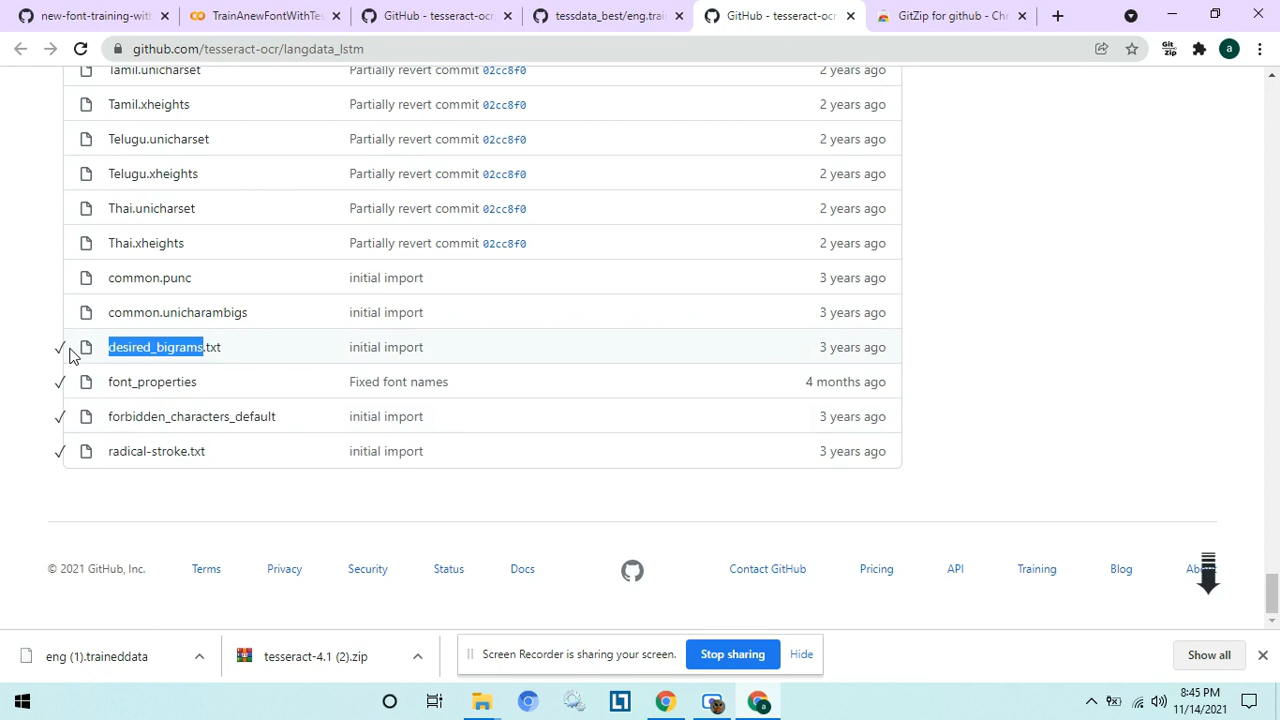 new-font-training-with
TrainAnewFontWithTes
GitHub - tesseract-oc
tessdata_best/eng.train
GitHub - tesseract-oc
GitZip for github - Ch
github.com/tesseract-ocr/langdata_lstm
Git Zip
a
Tamil.unicharset Partially revert commit 02cc8f0 2 years ago
Tamil.xheights Partially revert commit 02cc8f0 2 years ago
Telugu.unicharset Partially revert commit 02cc8f0 2 years ago
Telugu.xheights Partially revert commit 02cc8f0 2 years ago
Thai.unicharset Partially revert commit 02cc8f0 2 years ago
Thai.xheights Partially revert commit 02cc8f0 2 years ago
common.punc initial import 3 years ago
common.unicharambigs initial import 3 years ago
desired_bigrams.txt initial import 3 years ago
font_properties Fixed font names 4 months ago
forbidden_characters_default initial import 3 years ago
radical-stroke.txt initial import 3 years ago
© 2021 GitHub, Inc. Terms Privacy Security Status Docs Contact GitHub Pricing API Training Blog
eng (1).traineddata
tesseract-4.1 (2).zip
Screen Recorder is sharing your screen. Stop sharing Hide
Show all
8:45 PM
11/14/2021